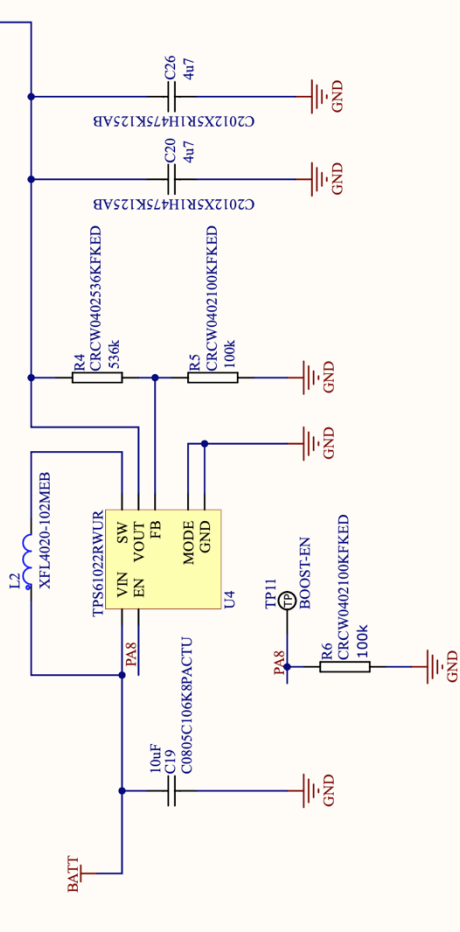 C26
4u7
C2012X5R1H475K125AB
GND
C20
4u7
C2012X5R1H475K125AB
GND
R4
CRCW0402536KFKED
536k
R5
CRCW0402100KFKED
100k
GND
GND
L2
XFL4020-102MEB
TPS61022RWUR
VIN
EN
SW
VOUT
FB
MODE
GND
U4
PA8
TP11
TP
BOOST-EN
PA8
R6
CRCW0402100KFKED
100k
GND
10uF
C19
C0805C106K8PACTU
GND
BATT